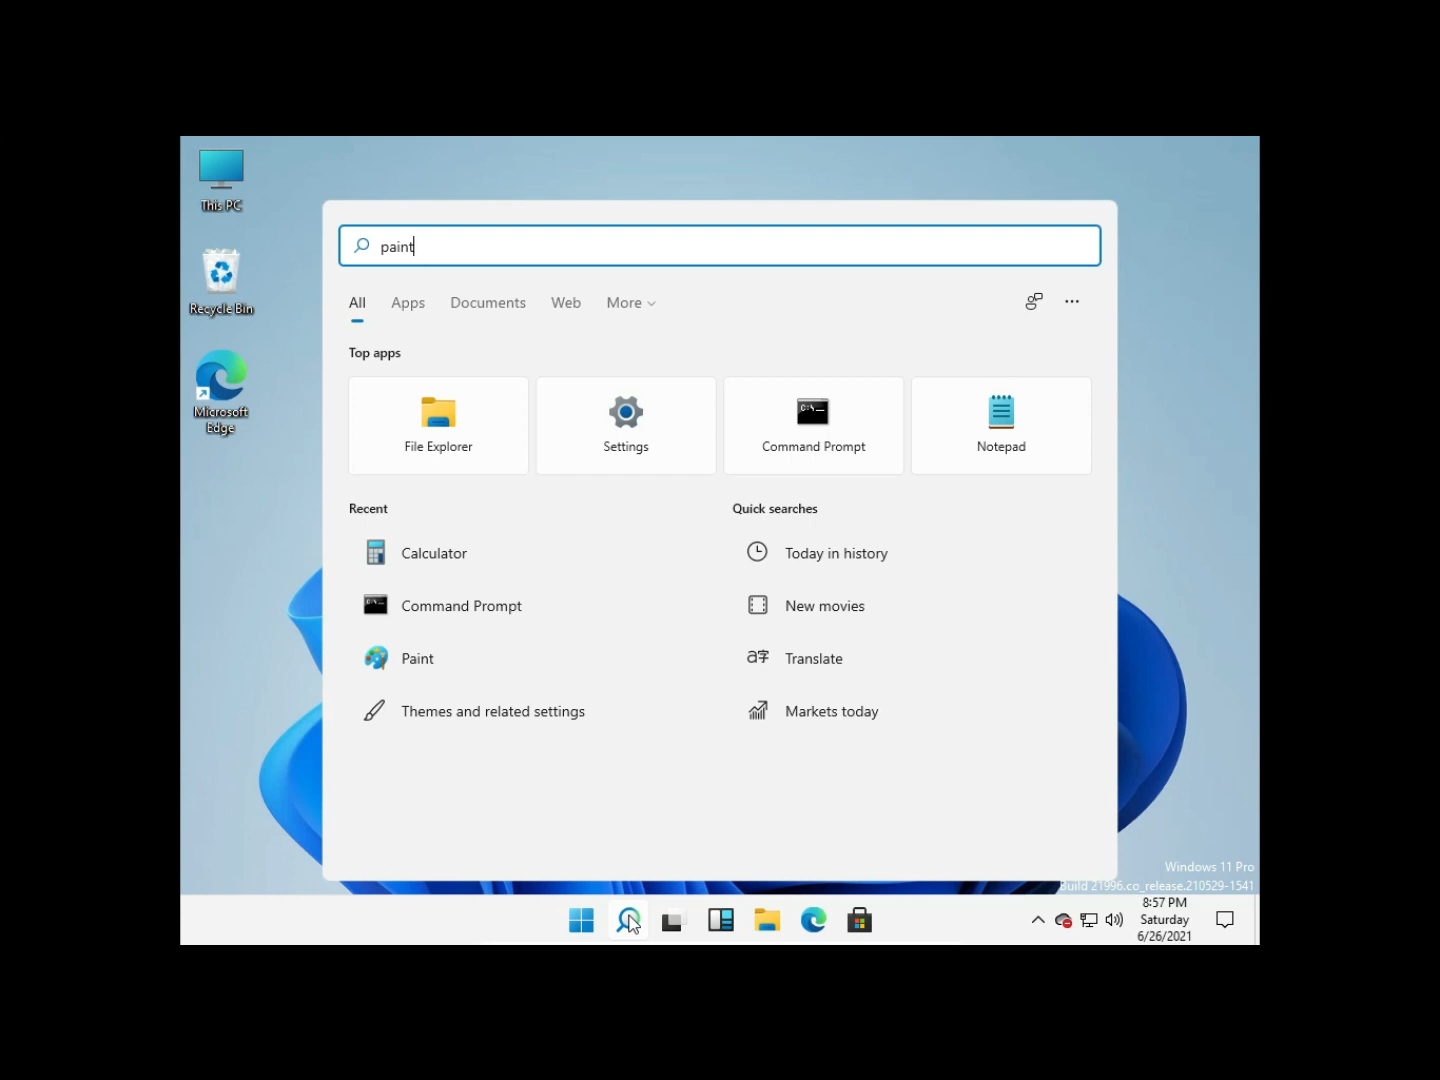 This PC
Recycle Bin
Microsoft
Edge
paint
All Apps Documents Web More
Top apps
File Explorer Settings Command Prompt Notepad
Recent Quick searches
Calculator Today in history
Command Prompt New movies
Paint Translate
Themes and related settings Markets today
Windows 11 Pro
Build 21996.co_release.210529-1541
8:57 PM
Saturday
6/26/2021